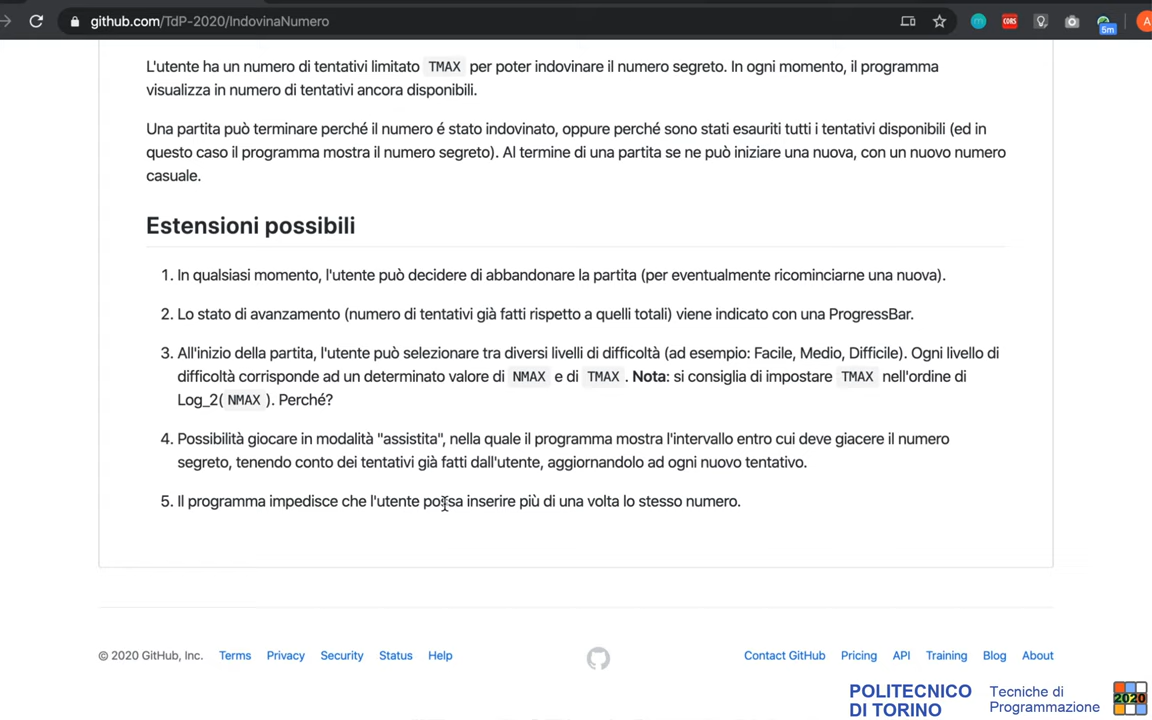 github.com/TdP-2020/IndovinaNumero
CORS
5m
A
L'utente ha un numero di tentativi limitato TMAX per poter indovinare il numero segreto. In ogni momento, il programma
visualizza in numero di tentativi ancora disponibili.
Una partita può terminare perché il numero é stato indovinato, oppure perché sono stati esauriti tutti i tentativi disponibili (ed in
questo caso il programma mostra il numero segreto). Al termine di una partita se ne può iniziare una nuova, con un nuovo numero
casuale.
Estensioni possibili
1. In qualsiasi momento, l'utente può decidere di abbandonare la partita (per eventualmente ricominciarne una nuova).
2. Lo stato di avanzamento (numero di tentativi già fatti rispetto a quelli totali) viene indicato con una ProgressBar.
3. All'inizio della partita, l'utente può selezionare tra diversi livelli di difficoltà (ad esempio: Facile, Medio, Difficile). Ogni livello di
difficoltà corrisponde ad un determinato valore di NMAX e di TMAX . Nota: si consiglia di impostare TMAX nell'ordine di
Log_2( NMAX ). Perché?
4. Possibilità giocare in modalità "assistita", nella quale il programma mostra l'intervallo entro cui deve giacere il numero
segreto, tenendo conto dei tentativi già fatti dall'utente, aggiornandolo ad ogni nuovo tentativo.
5. Il programma impedisce che l'utente possa inserire più di una volta lo stesso numero.
© 2020 GitHub, Inc. Terms Privacy Security Status Help Contact GitHub Pricing API Training Blog About
POLITECNICO
DI TORINO
Tecniche di
Programmazione
2020